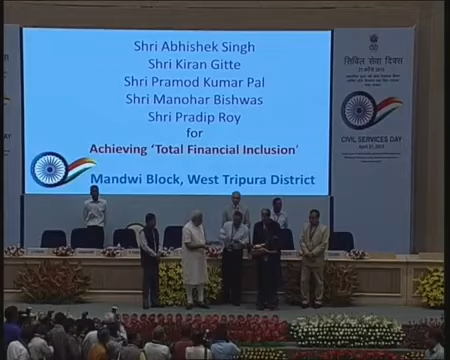 Shri Abhishek Singh
Shri Kiran Gitte
Shri Pramod Kumar Pal
Shri Manohar Bishwas
Shri Pradip Roy
for
Achieving 'Total Financial Inclusion'
Mandwi Block, West Tripura District
सिविल सेवा दिवस
CIVIL SERVICES DAY